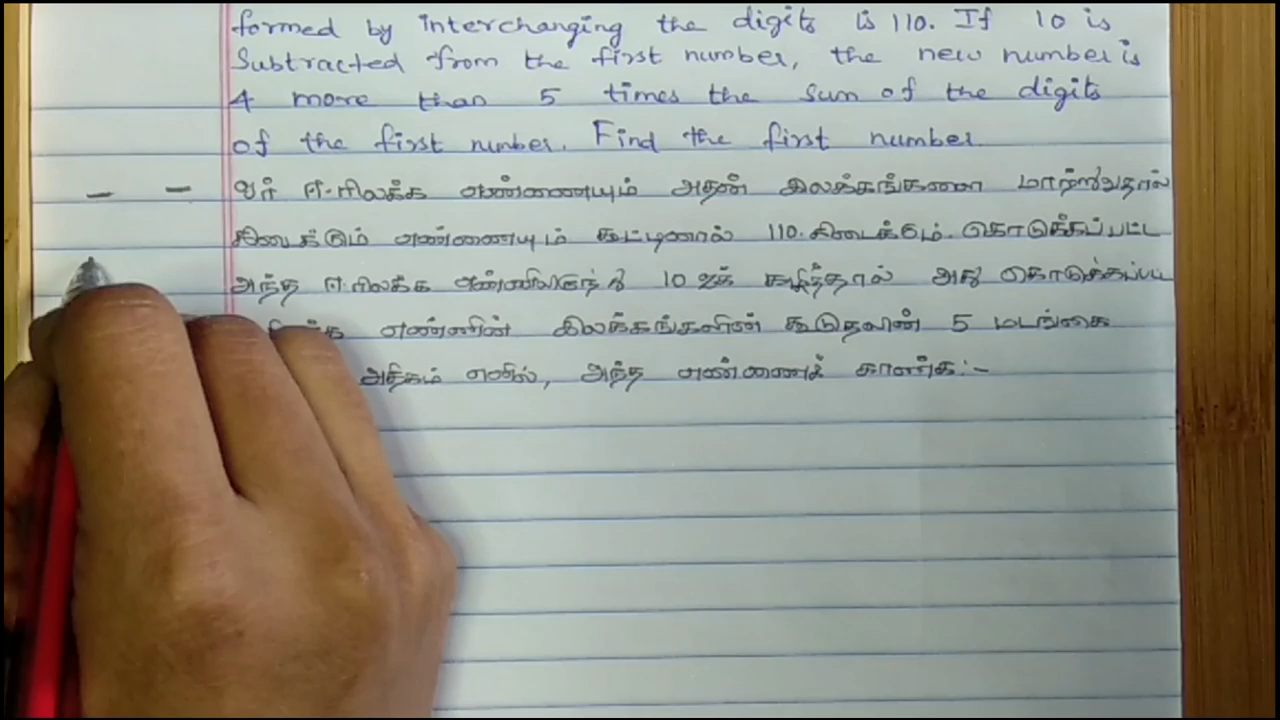 formed by interchanging the digits is 110. If 10 is
Subtracted from the first number, the new number is
4 more than 5 times the sum of the digits
of the first number. Find the first number.
- - ஓர் ஈரிலக்க எண்ணையும் அதன் இலக்கங்களை மாற்றுவதால்
கிடைக்கும் எண்ணையும் கூட்டினால் 110 கிடைக்கும். கொடுக்கப்பட்ட
அந்த ஈரிலக்க எண்ணிலிருந்து 10 ஐக் கழித்தால் அது கொடுக்கப்பட்ட
எண்ணின் இலக்கங்களின் கூடுதலின் 5 மடங்கை
அதிகம் எனில், அந்த எண்ணைக் காண்க:-